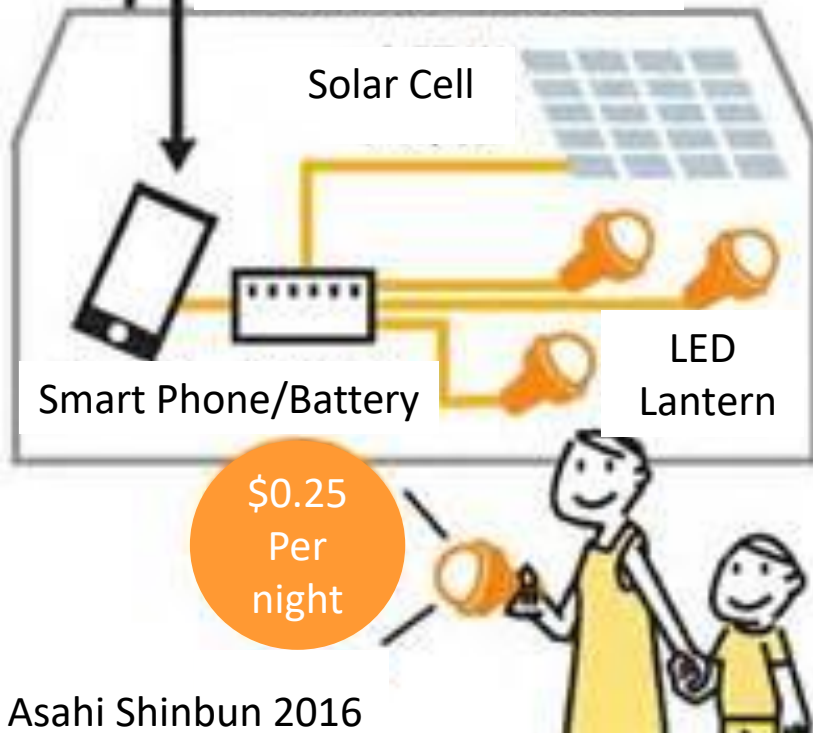 Solar Cell
LED
Lantern
Smart Phone/Battery
$0.25
Per
night
Asahi Shinbun 2016